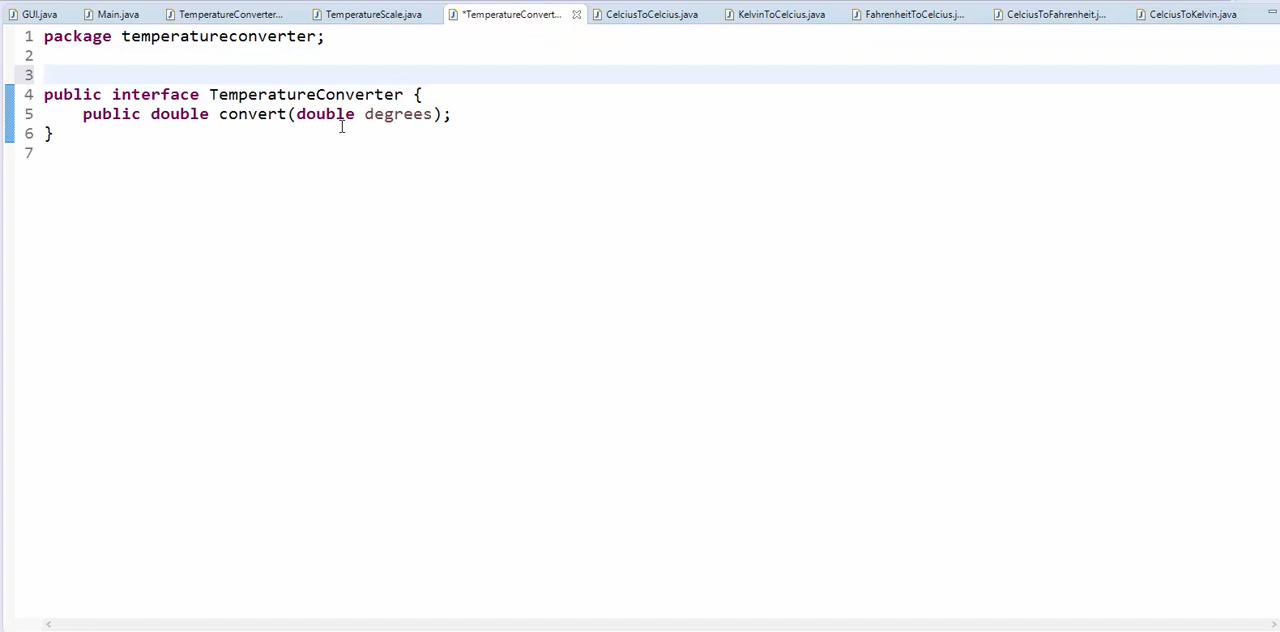 GUI.java Main.java TemperatureConverter... TemperatureScale.java *TemperatureConvert... CelciusToCelcius.java KelvinToCelcius.java FahrenheitToCelcius.j... CelciusToFahrenheit.j... CelciusToKelvin.java
1 package temperatureconverter;
2
3
4 public interface TemperatureConverter {
5 public double convert(double degrees);
6 }
7